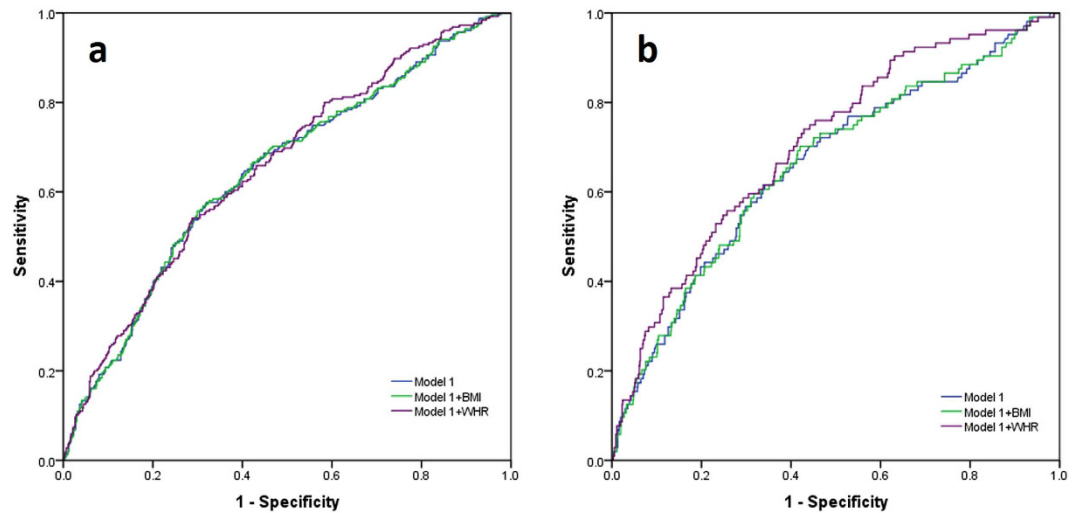 a
1.0
0.8
0.6
0.4
0.2
0.0
Sensitivity
Model 1
Model 1+BMI
Model 1+WHR
0.0 0.2 0.4 0.6 0.8 1.0
1 - Specificity
b
1.0
0.8
0.6
0.4
0.2
0.0
Sensitivity
Model 1
Model 1+BMI
Model 1+WHR
0.0 0.2 0.4 0.6 0.8 1.0
1 - Specificity